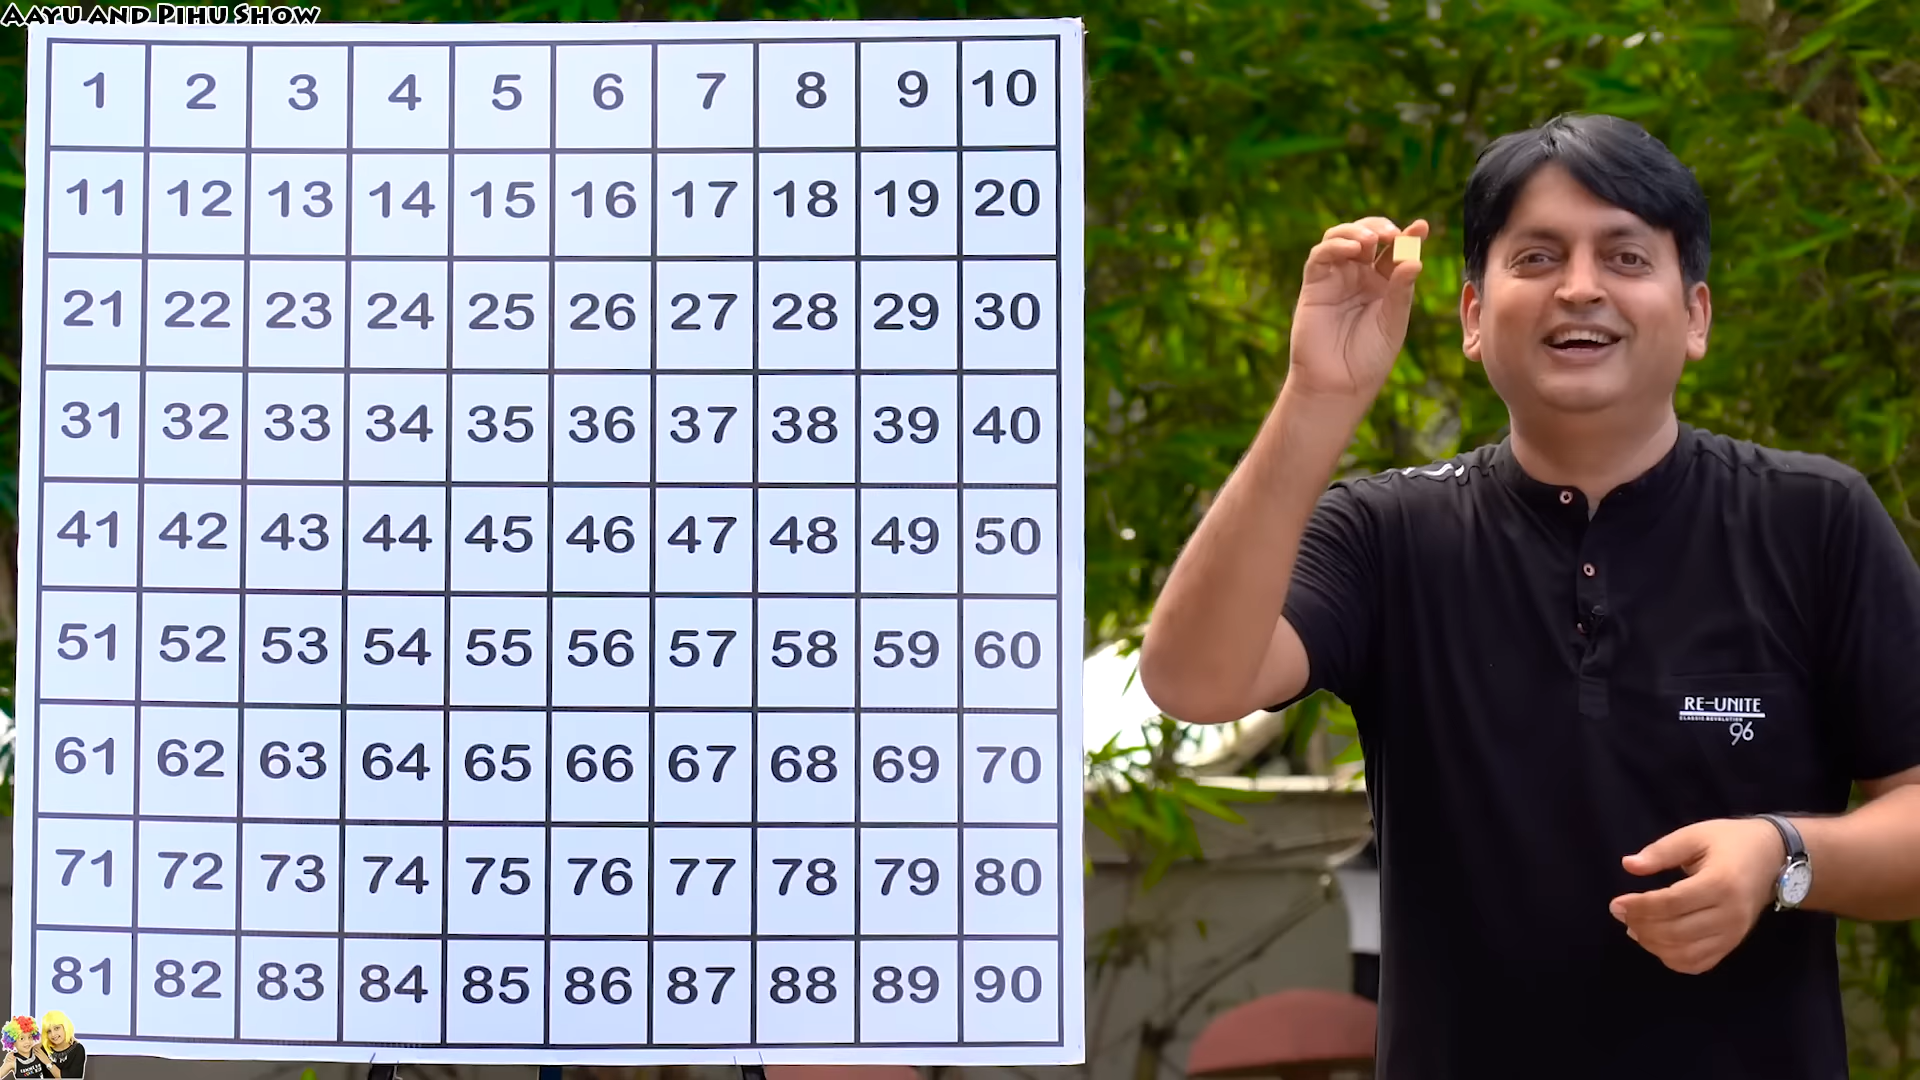 AAYU AND PIHU SHOW
1 2 3 4 5 6 7 8 9 10
11 12 13 14 15 16 17 18 19 20
21 22 23 24 25 26 27 28 29 30
31 32 33 34 35 36 37 38 39 40
41 42 43 44 45 46 47 48 49 50
51 52 53 54 55 56 57 58 59 60
61 62 63 64 65 66 67 68 69 70
71 72 73 74 75 76 77 78 79 80
81 82 83 84 85 86 87 88 89 90
RE-UNITE
CLASSIC REVOLUTION
96